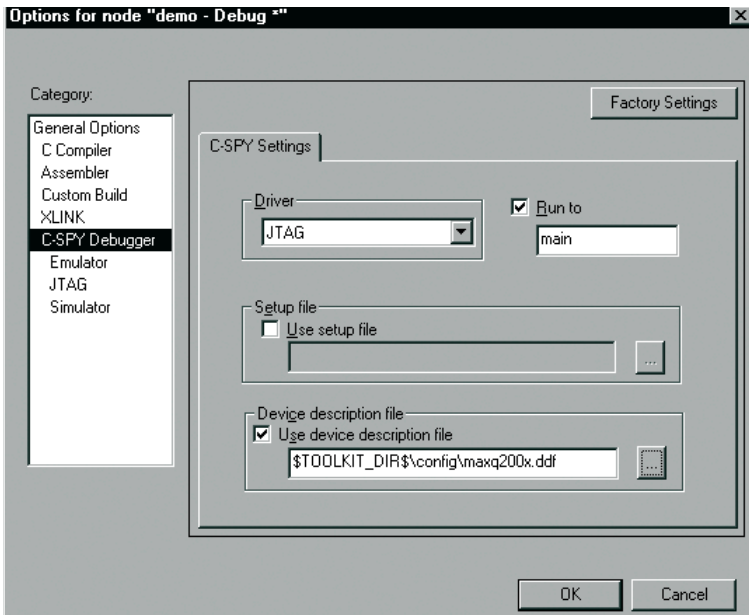 Options for node "demo - Debug *"
Category:
General Options
C Compiler
Assembler
Custom Build
XLINK
C-SPY Debugger
Emulator
JTAG
Simulator
Factory Settings
C-SPY Settings
Driver
JTAG
Run to
main
Setup file
Use setup file
...
Device description file
Use device description file
$TOOLKIT_DIR$\config\maxq200x.ddf
...
OK
Cancel